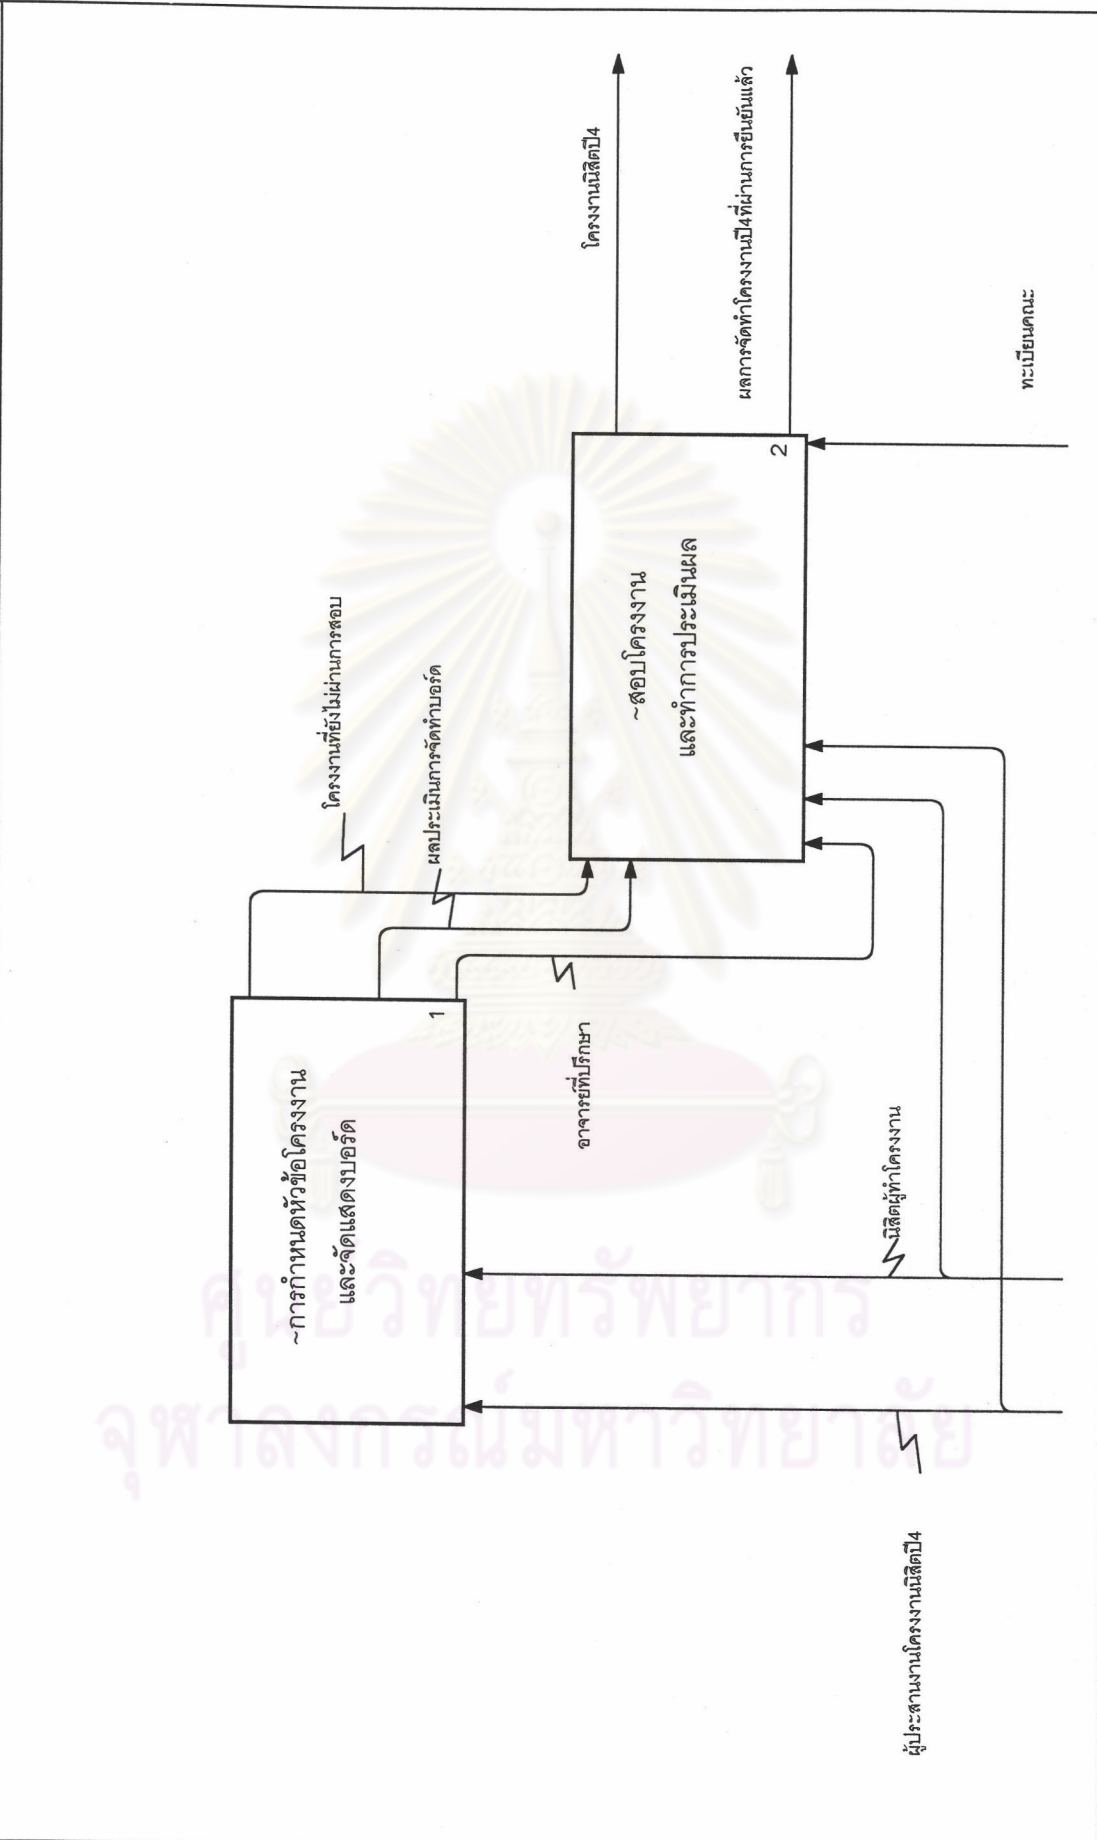 โครงงานนิสิตปี4
ผลการจัดทำโครงงานปี4ที่ผ่านการยืนยันแล้ว
ทะเบียนคณะ
โครงงานที่ยังไม่ผ่านการสอบ
ผลประเมินการจัดทำบอร์ด
~สอบโครงงาน
และทำการประเมินผล
2
~การกำหนดหัวข้อโครงงาน
และจัดแสดงบอร์ด
1
อาจารย์ที่ปรึกษา
นิสิตผู้ทำโครงงาน
ผู้ประสานงานโครงงานนิสิตปี4
ศูนย์วิทยทรัพยากร
จุฬาลงกรณ์มหาวิทยาลัย